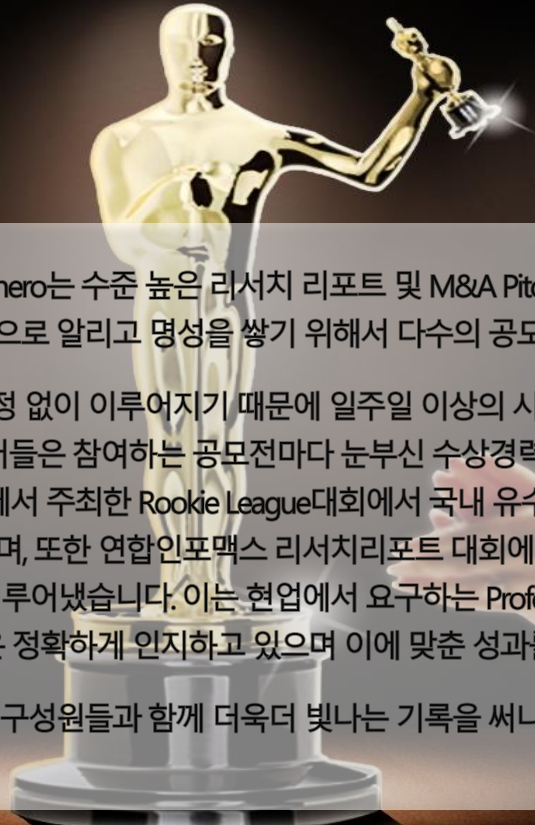 nero는 수준 높은 리서치 리포트 및 M&A Pitc
으로 알리고 명성을 쌓기 위해서 다수의 공모
정 없이 이루어지기 때문에 일주일 이상의 시
들은 참여하는 공모전마다 눈부신 수상경력
에서 주최한 Rookie League대회에서 국내 유수
며, 또한 연합인포맥스 리서치리포트 대회에
루어냈습니다. 이는 현업에서 요구하는 Profe
정확하게 인지하고 있으며 이에 맞춘 성과를
구성원들과 함께 더욱더 빛나는 기록을 써나